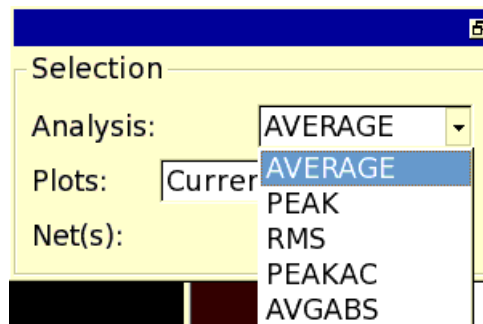 Selection
Analysis: AVERAGE
AVERAGE
Plots: Curren
PEAK
Net(s):
RMS
PEAKAC
AVGABS